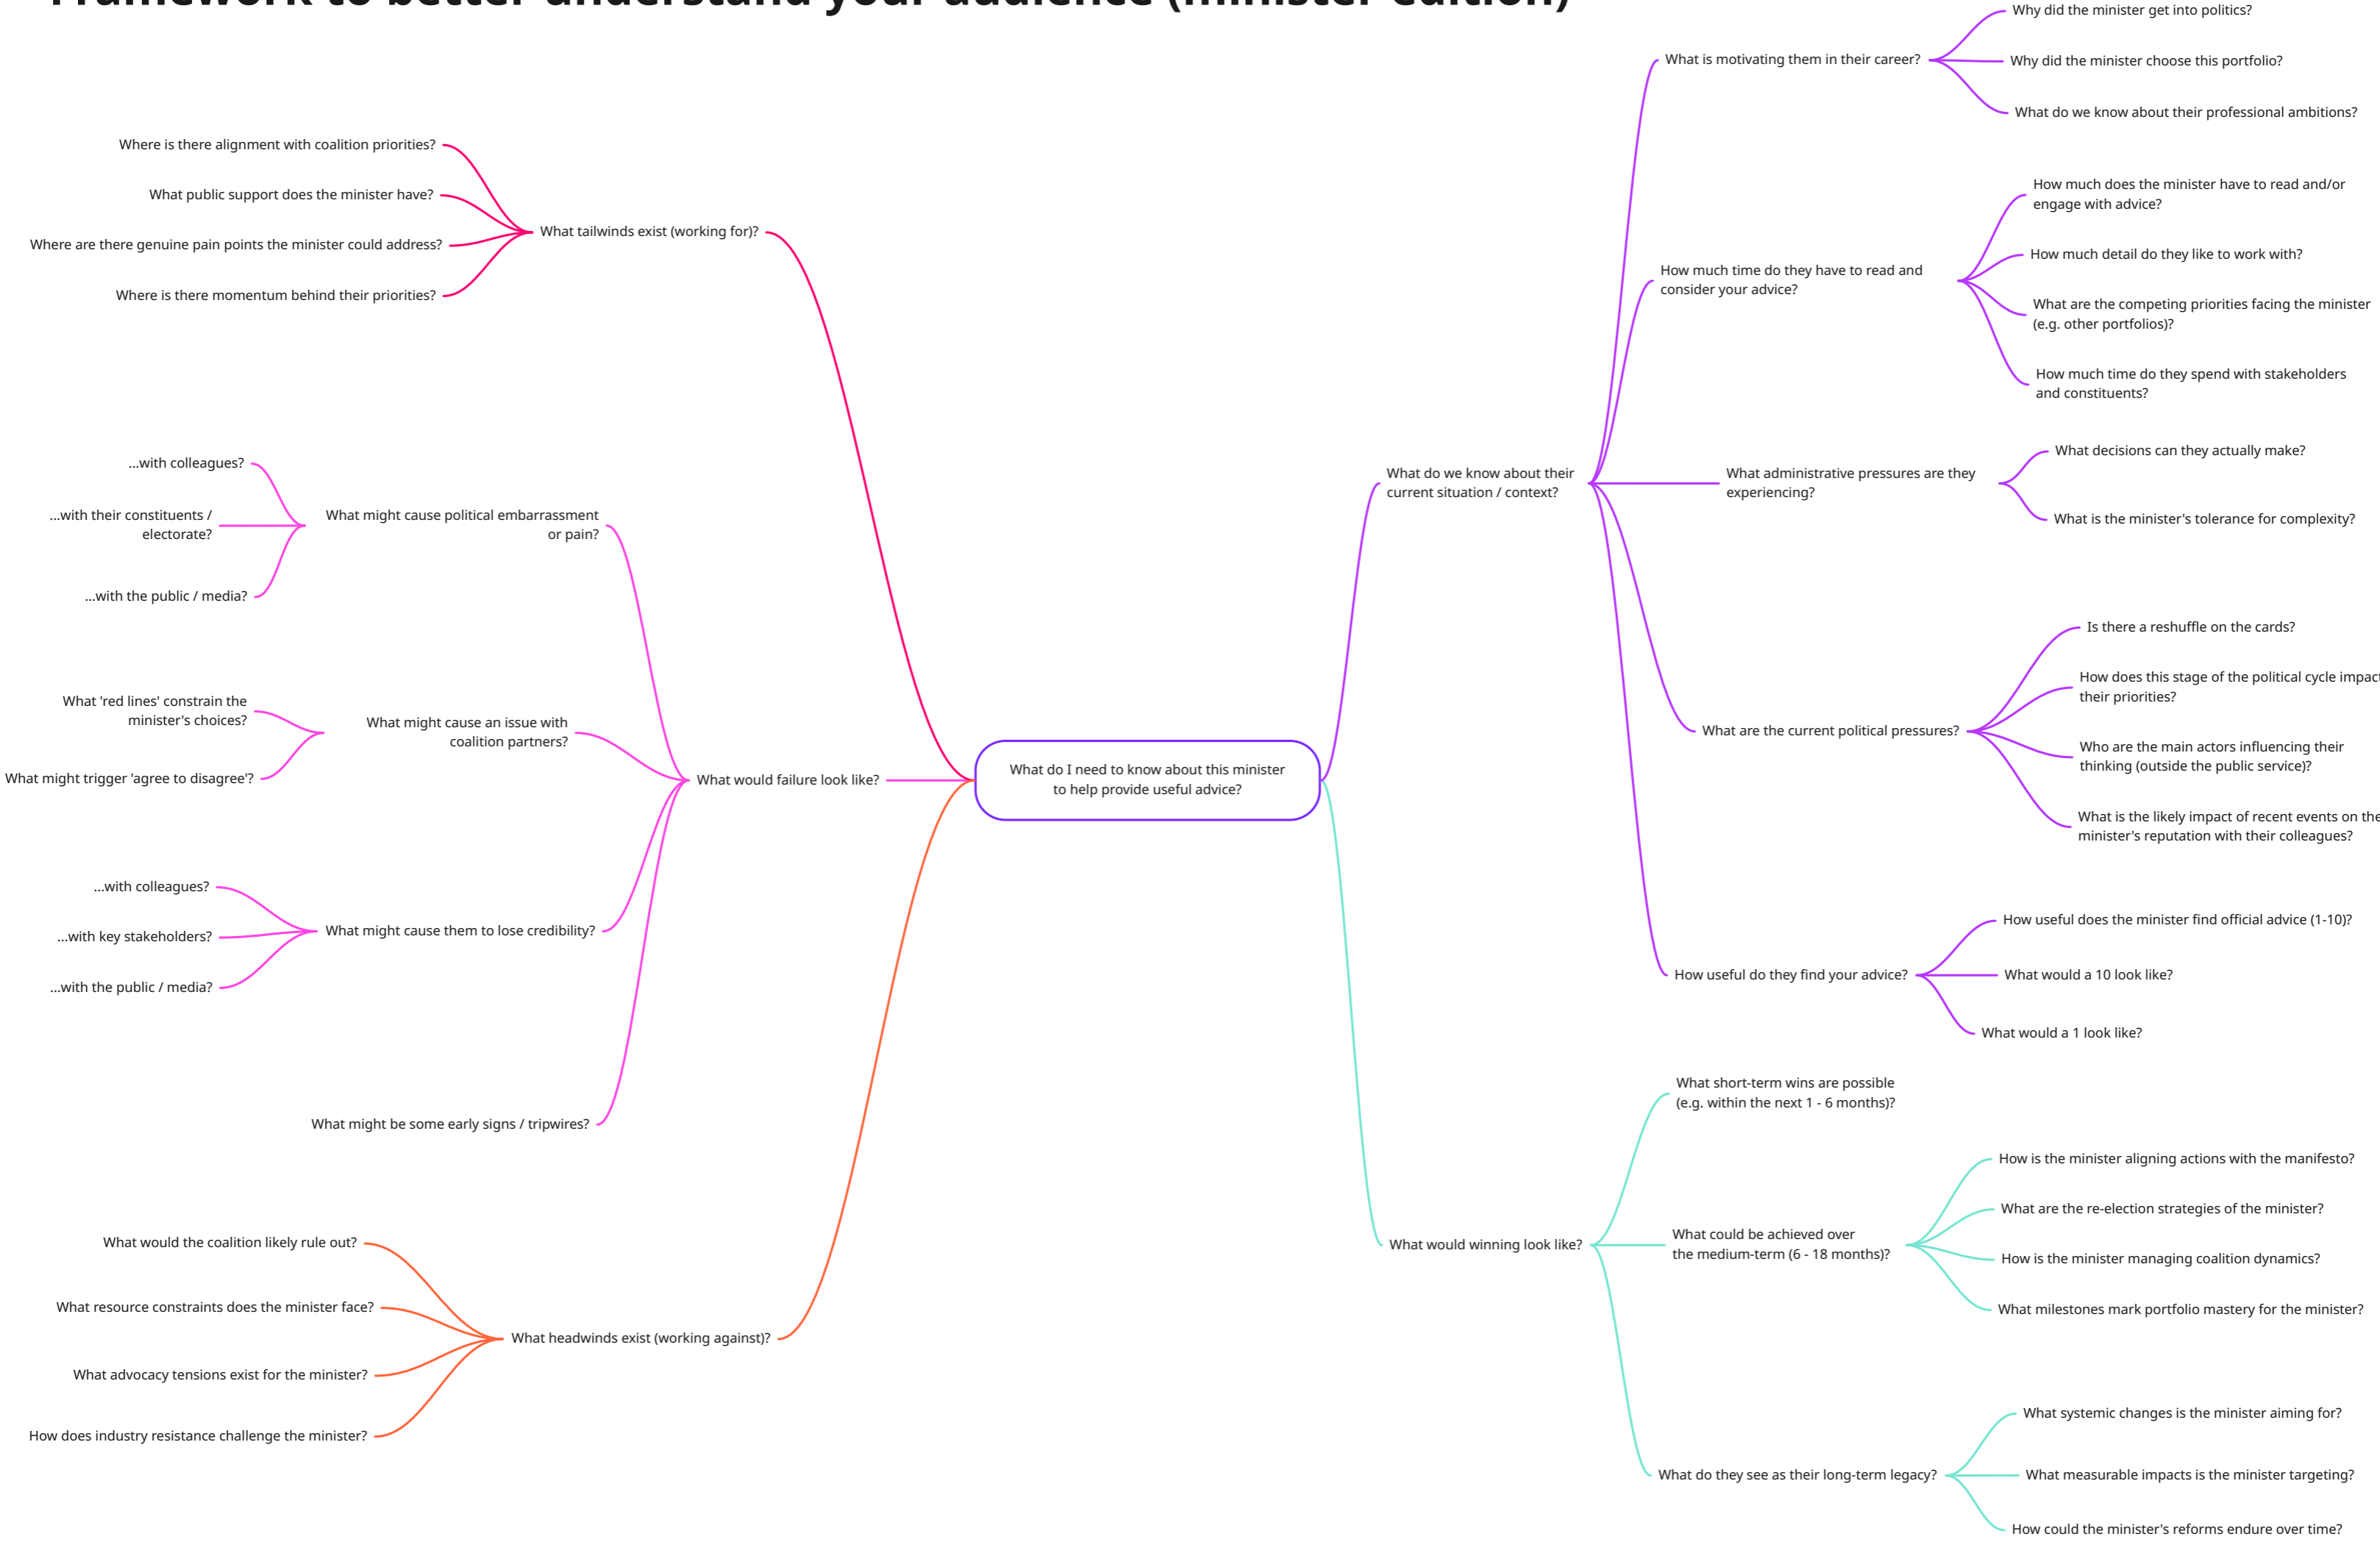 Framework to better understand your audience (minister edition)
Where is there alignment with coalition priorities?
What public support does the minister have?
Where are there genuine pain points the minister could address?
Where is there momentum behind their priorities?
What tailwinds exist (working for)?
...with colleagues?
...with their constituents /
electorate?
...with the public / media?
What might cause political embarrassment
or pain?
What 'red lines' constrain the
minister's choices?
What might trigger 'agree to disagree'?
What might cause an issue with
coalition partners?
...with colleagues?
...with key stakeholders?
...with the public / media?
What might cause them to lose credibility?
What might be some early signs / tripwires?
What would failure look like?
What would the coalition likely rule out?
What resource constraints does the minister face?
What advocacy tensions exist for the minister?
How does industry resistance challenge the minister?
What headwinds exist (working against)?
What do I need to know about this minister
to help provide useful advice?
What do we know about their
current situation / context?
What is motivating them in their career?
Why did the minister get into politics?
Why did the minister choose this portfolio?
What do we know about their professional ambitions?
How much time do they have to read and
consider your advice?
How much does the minister have to read and/or
engage with advice?
How much detail do they like to work with?
What are the competing priorities facing the minister
(e.g. other portfolios)?
How much time do they spend with stakeholders
and constituents?
What administrative pressures are they
experiencing?
What decisions can they actually make?
What is the minister's tolerance for complexity?
What are the current political pressures?
Is there a reshuffle on the cards?
How does this stage of the political cycle impact
their priorities?
Who are the main actors influencing their
thinking (outside the public service)?
What is the likely impact of recent events on the
minister's reputation with their colleagues?
How useful do they find your advice?
How useful does the minister find official advice (1-10)?
What would a 10 look like?
What would a 1 look like?
What would winning look like?
What short-term wins are possible
(e.g. within the next 1 - 6 months)?
What could be achieved over
the medium-term (6 - 18 months)?
How is the minister aligning actions with the manifesto?
What are the re-election strategies of the minister?
How is the minister managing coalition dynamics?
What milestones mark portfolio mastery for the minister?
What do they see as their long-term legacy?
What systemic changes is the minister aiming for?
What measurable impacts is the minister targeting?
How could the minister's reforms endure over time?